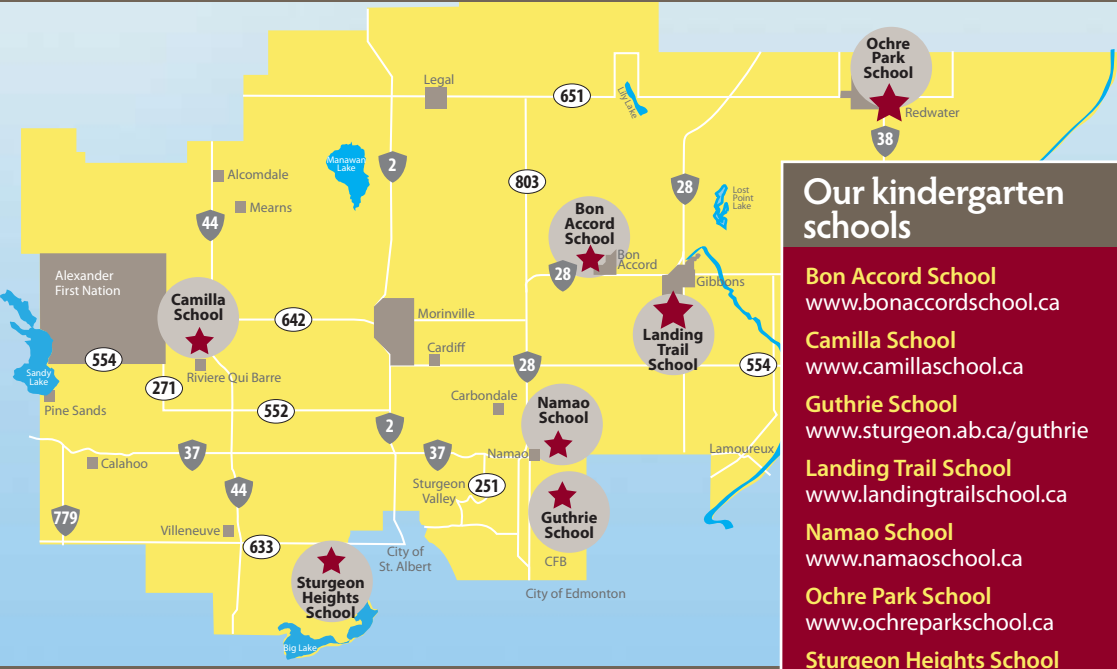 Ochre
Park
School
Redwater
38
Legal
651
Lily Lake
Manawan
Lake
2
803
28
Lost
Point
Lake
Alcomdale
Mearns
44
Bon
Accord
School
Bon
Accord
28
Gibbons
Alexander
First Nation
Camilla
School
642
Morinville
Landing
Trail
School
554
Cardiff
28
554
Riviere Qui Barre
271
Sandy
Lake
Pine Sands
552
Carbondale
Namao
School
2
Namao
Lamoureux
37
37
Calahoo
44
Sturgeon
Valley
251
Guthrie
School
779
Villeneuve
633
City of
St. Albert
CFB
City of Edmonton
Sturgeon
Heights
School
Big Lake
Our kindergarten
schools
Bon Accord School
www.bonaccordschool.ca
Camilla School
www.camillaschool.ca
Guthrie School
www.sturgeon.ab.ca/guthrie
Landing Trail School
www.landingtrailschool.ca
Namao School
www.namaoschool.ca
Ochre Park School
www.ochreparkschool.ca
Sturgeon Heights School